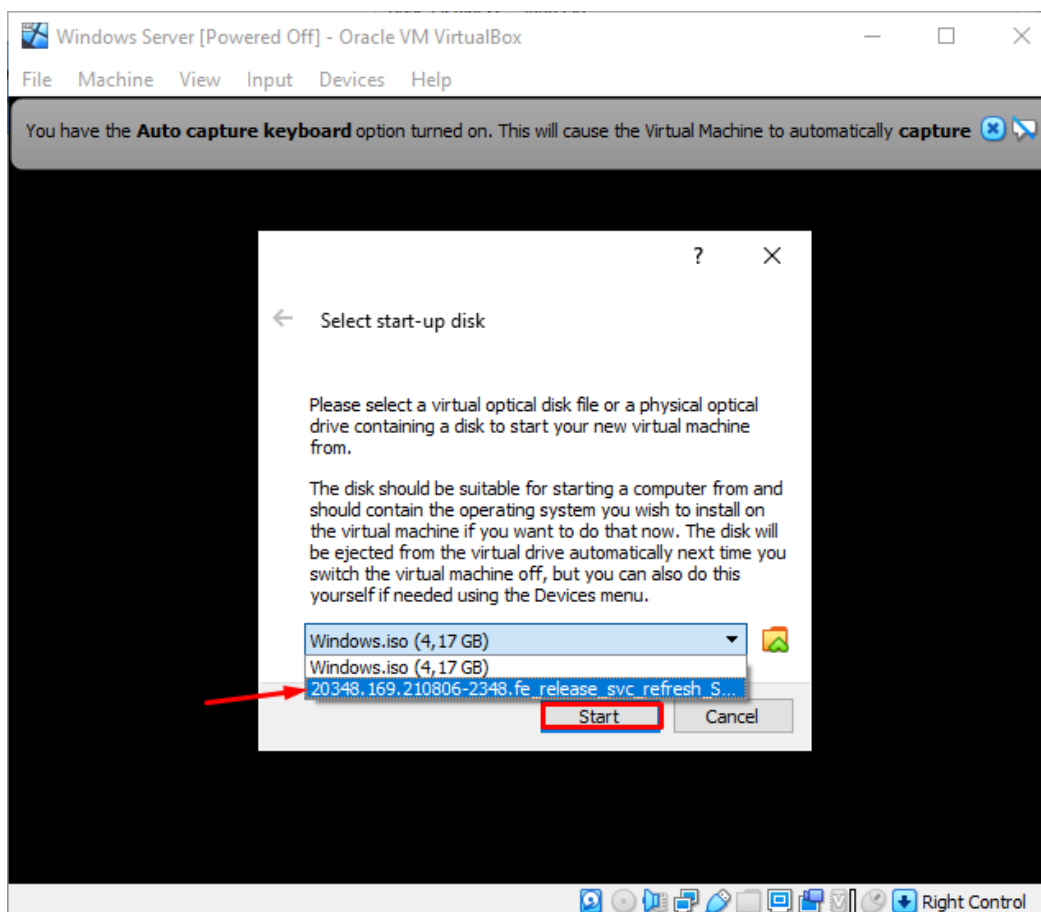 Windows Server [Powered Off] - Oracle VM VirtualBox
File Machine View Input Devices Help
You have the Auto capture keyboard option turned on. This will cause the Virtual Machine to automatically capture
?
Select start-up disk
Please select a virtual optical disk file or a physical optical
drive containing a disk to start your new virtual machine
from.
The disk should be suitable for starting a computer from and
should contain the operating system you wish to install on
the virtual machine if you want to do that now. The disk will
be ejected from the virtual drive automatically next time you
switch the virtual machine off, but you can also do this
yourself if needed using the Devices menu.
Windows.iso (4,17 GB)
Windows.iso (4,17 GB)
20348.169.210806-2348.fe_release_svc_refresh_S...
Start Cancel
Right Control